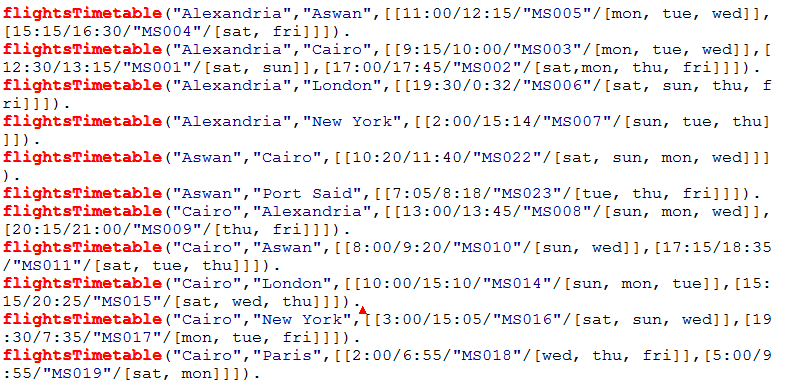 flightsTimetable("Alexandria","Aswan",[[11:00/12:15/"MS005"/[mon, tue, wed]],
[15:15/16:30/"MS004"/[sat, fri]]]).
flightsTimetable("Alexandria","Cairo",[[9:15/10:00/"MS003"/[mon, tue, wed]],[
12:30/13:15/"MS001"/[sat, sun]],[17:00/17:45/"MS002"/[sat,mon, thu, fri]]]).
flightsTimetable("Alexandria","London",[[19:30/0:32/"MS006"/[sat, sun, thu, f
ri]]]).
flightsTimetable("Alexandria","New York",[[2:00/15:14/"MS007"/[sun, tue, thu]
]]).
flightsTimetable("Aswan","Cairo",[[10:20/11:40/"MS022"/[sat, sun, mon, wed]]]
).
flightsTimetable("Aswan","Port Said",[[7:05/8:18/"MS023"/[tue, thu, fri]]]).
flightsTimetable("Cairo","Alexandria",[[13:00/13:45/"MS008"/[sun, mon, wed]],
[20:15/21:00/"MS009"/[thu, fri]]]).
flightsTimetable("Cairo","Aswan",[[8:00/9:20/"MS010"/[sun, wed]],[17:15/18:35
/"MS011"/[sat, tue, thu]]]).
flightsTimetable("Cairo","London",[[10:00/15:10/"MS014"/[sun, mon, tue]],[15:
15/20:25/"MS015"/[sat, wed, thu]]]).
flightsTimetable("Cairo","New York",[[3:00/15:05/"MS016"/[sat, sun, wed]],[19
:30/7:35/"MS017"/[mon, tue, fri]]]).
flightsTimetable("Cairo","Paris",[[2:00/6:55/"MS018"/[wed, thu, fri]],[5:00/9
:55/"MS019"/[sat, mon]]]).